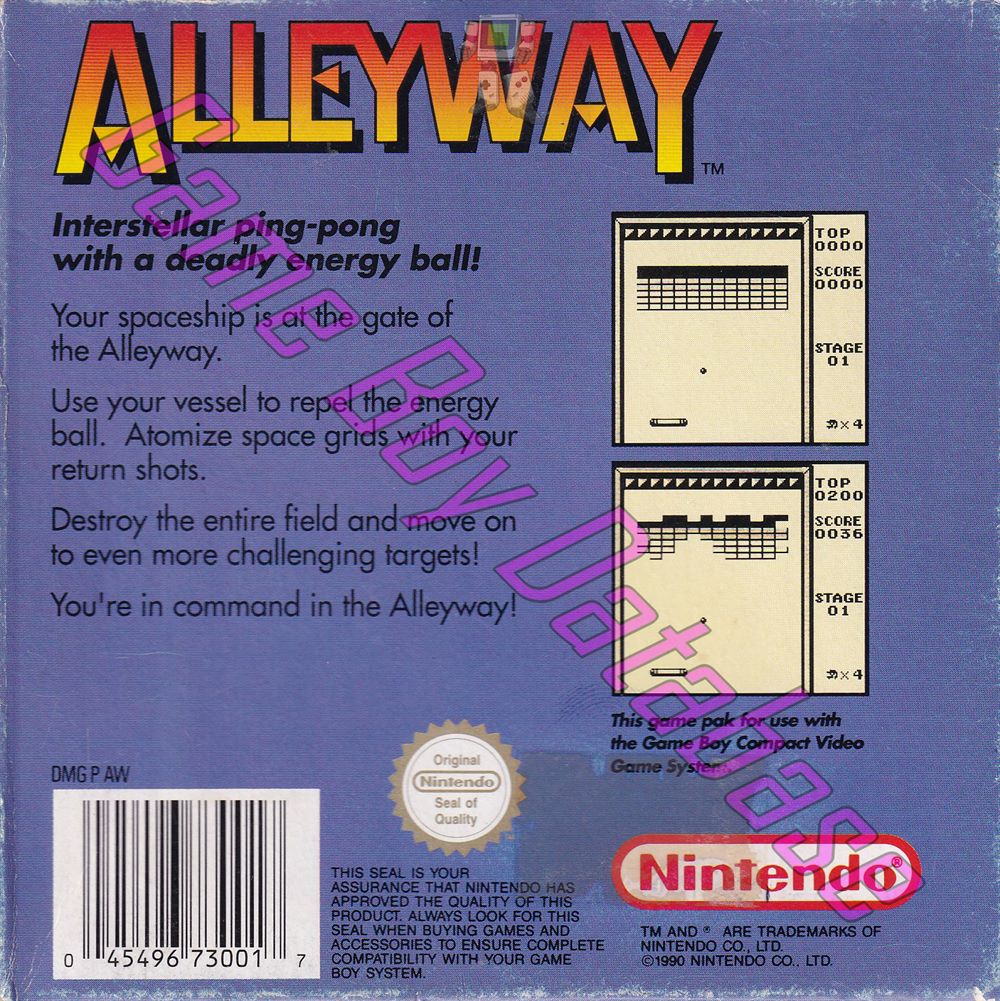 ALLEYWAY™
Interstellar ping-pong
with a deadly energy ball!
Your spaceship is at the gate of
the Alleyway.
Use your vessel to repel the energy
ball. Atomize space grids with your
return shots.
Destroy the entire field and move on
to even more challenging targets!
You're in command in the Alleyway!
TOP
0000
SCORE
0000
STAGE
01
×4
TOP
0200
SCORE
0036
STAGE
01
×4
This game pak for use with
the Game Boy Compact Video
Game System.
Game Boy Database
DMG P AW
0 45496 73001 7
Original
Nintendo
Seal of
Quality
THIS SEAL IS YOUR
ASSURANCE THAT NINTENDO HAS
APPROVED THE QUALITY OF THIS
PRODUCT. ALWAYS LOOK FOR THIS
SEAL WHEN BUYING GAMES AND
ACCESSORIES TO ENSURE COMPLETE
COMPATIBILITY WITH YOUR GAME
BOY SYSTEM.
Nintendo®
TM AND ® ARE TRADEMARKS OF
NINTENDO CO., LTD.
©1990 NINTENDO CO., LTD.